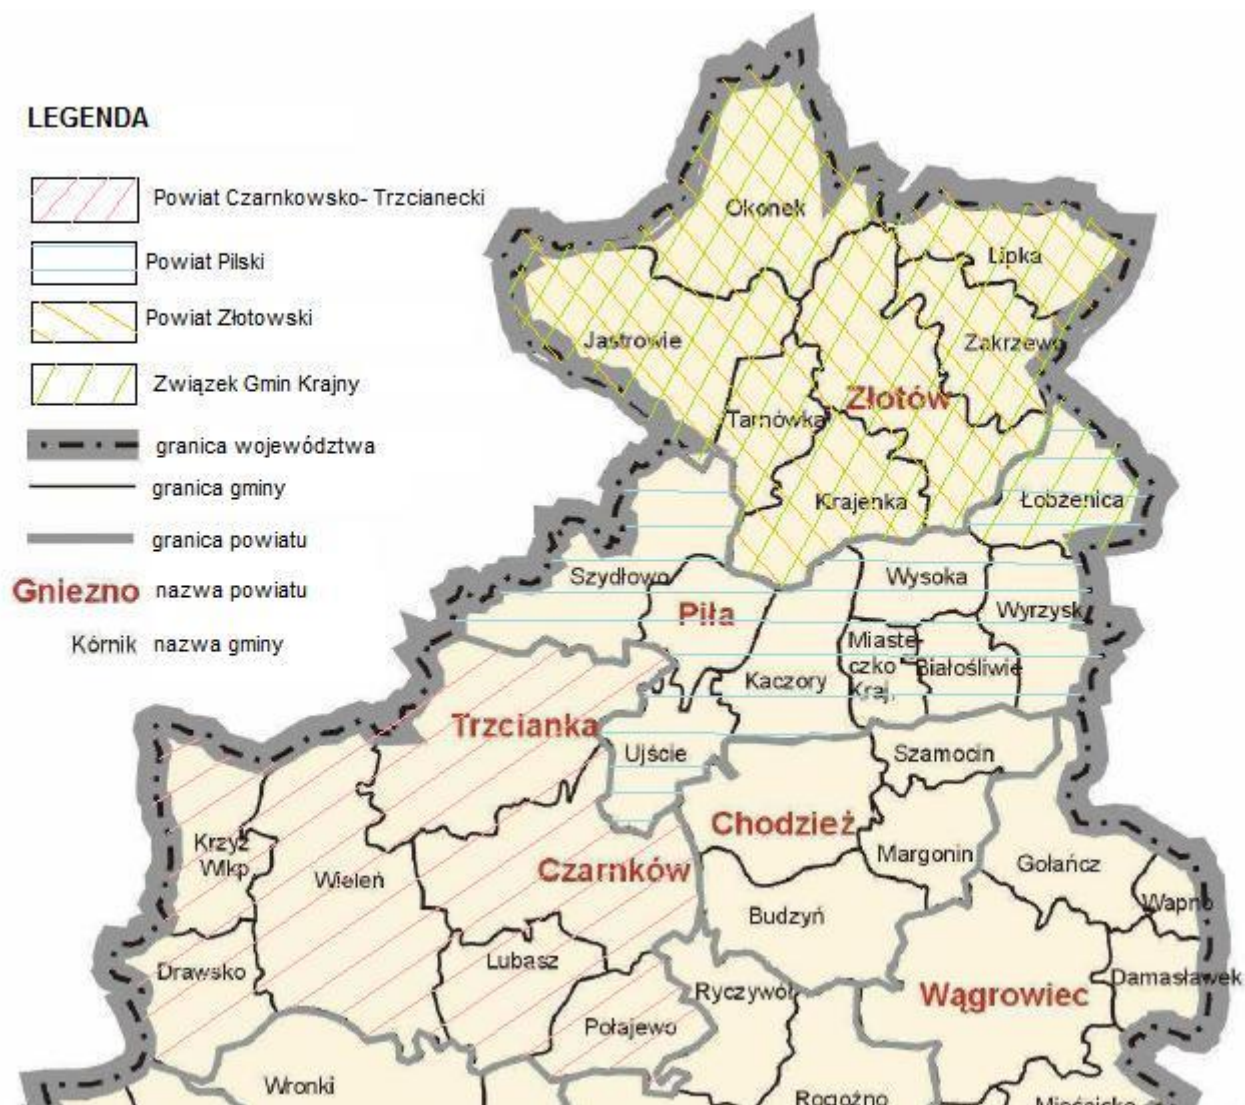 LEGENDA
Powiat Czarnkowsko- Trzcianecki
Powiat Pilski
Powiat Złotowski
Związek Gmin Krajny
granica województwa
granica gminy
granica powiatu
Gniezno nazwa powiatu
Kórnik nazwa gminy
Okonek
Lipka
Jastrowie
Zakrzewo
Złotów
Tarnówka
Krajenka
Łobżenica
Szydłowo
Wysoka
Piła
Wyrzysk
Miaste-
czko
Kraj.
Białośliwie
Kaczory
Trzcianka
Ujście
Szamocin
Chodzież
Krzyż
Wlkp.
Wieleń
Czarnków
Margonin
Gołańcz
Wapno
Budzyń
Drawsko
Lubasz
Ryczywół
Wągrowiec
Damasławek
Połajewo
Wronki
Rogoźno
Mieścisko